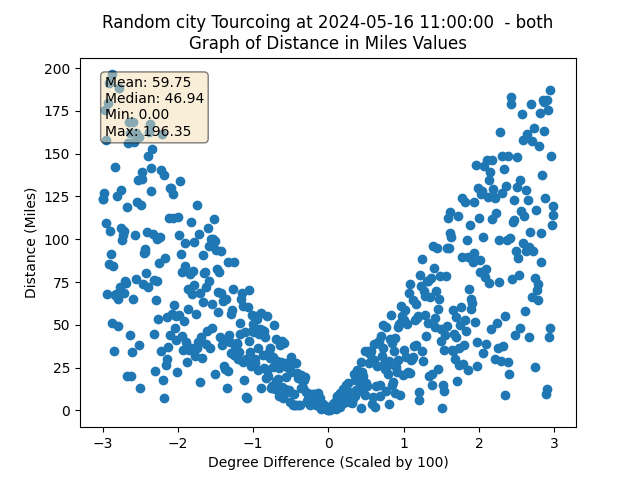 Random city Tourcoing at 2024-05-16 11:00:00  - both
Graph of Distance in Miles Values
Mean: 59.75
Median: 46.94
Min: 0.00
Max: 196.35
Distance (Miles)
200
175
150
125
100
75
50
25
0
−3 −2 −1 0 1 2 3
Degree Difference (Scaled by 100)